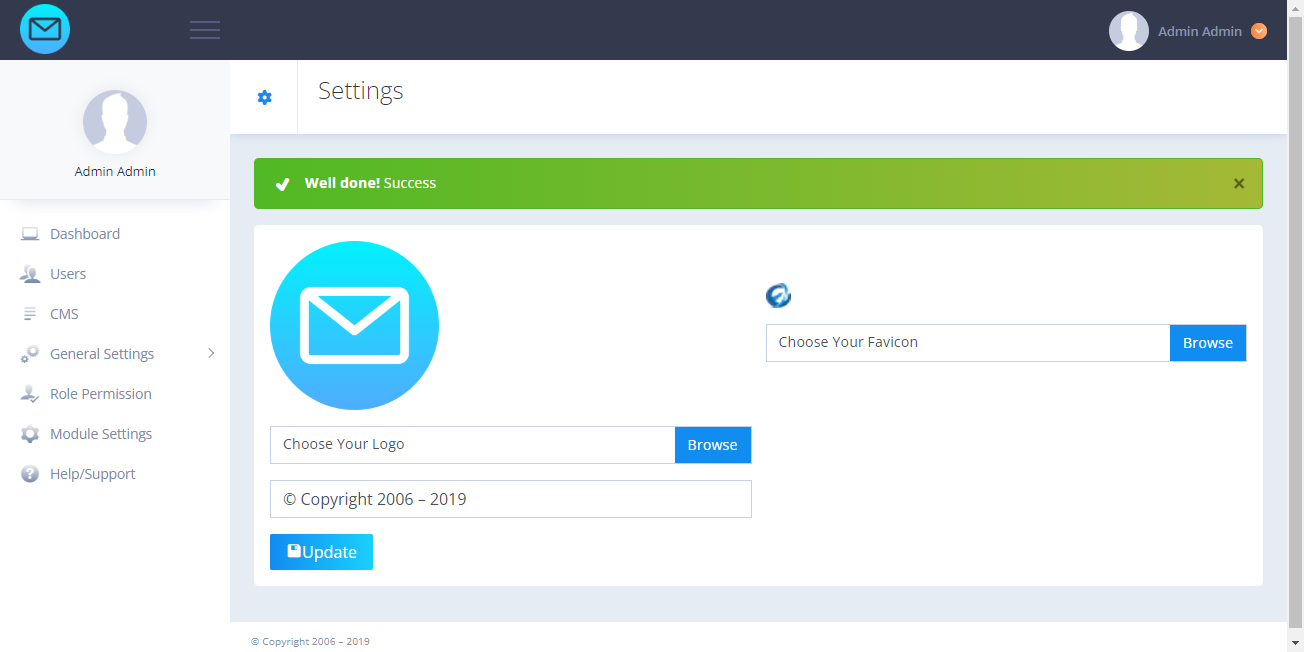 Admin Admin
Settings
Admin Admin
Well done! Success
Dashboard
Users
CMS
General Settings
Role Permission
Module Settings
Help/Support
Choose Your Favicon
Browse
Choose Your Logo
Browse
© Copyright 2006 – 2019
Update
© Copyright 2006 – 2019